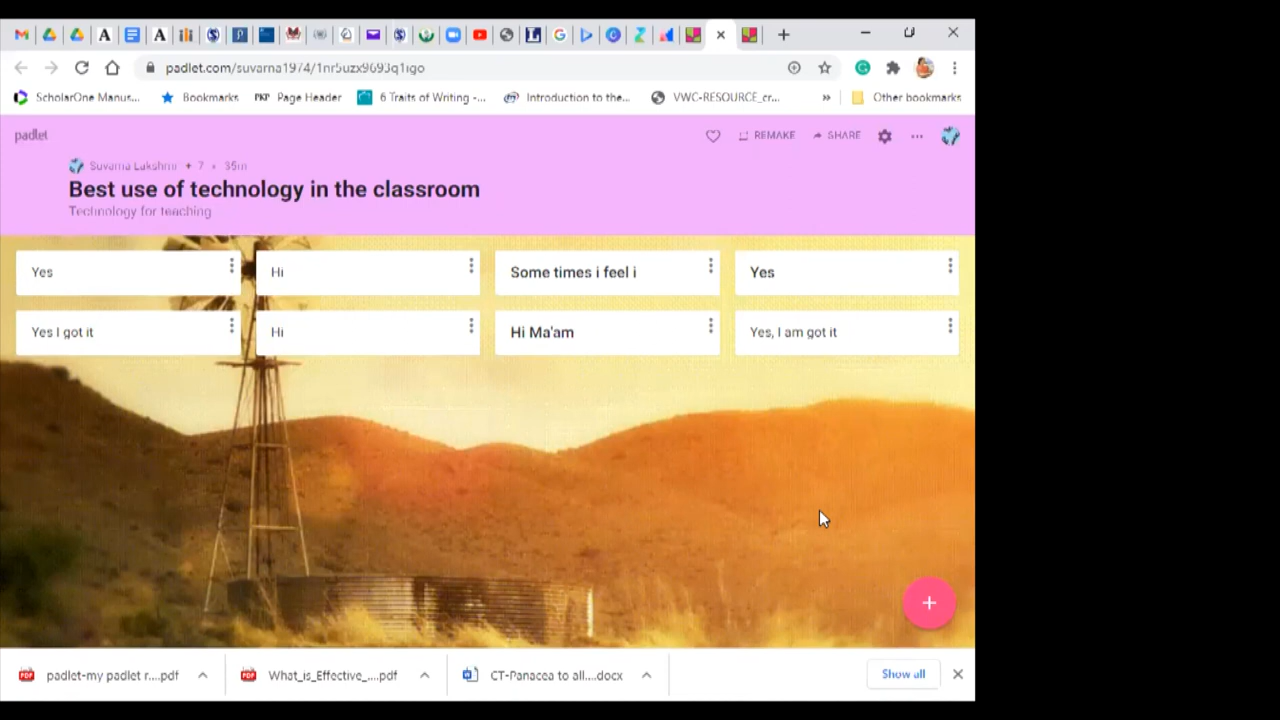 padlet.com/suvarna1974/1nr5uzx9693q1igo
ScholarOne Manus... Bookmarks PKP Page Header 6 Traits of Writing -... Introduction to the... VWC-RESOURCE_cr... » Other bookmarks
padlet REMAKE SHARE
Suvarna Lakshmi + 7 • 35m
Best use of technology in the classroom
Technology for teaching
Yes Hi Some times i feel i Yes
Yes I got it Hi Hi Ma'am Yes, I am got it
padlet-my padlet r....pdf What_is_Effective_....pdf CT-Panacea to all....docx Show all